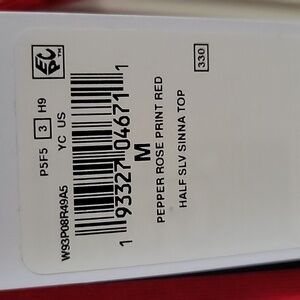 EPC™
P5F5 3 H9
YC US
W93P08R49A5
1 93327 04671 1
M
PEPPER ROSE PRINT RED
HALF SLV SINNA TOP
330